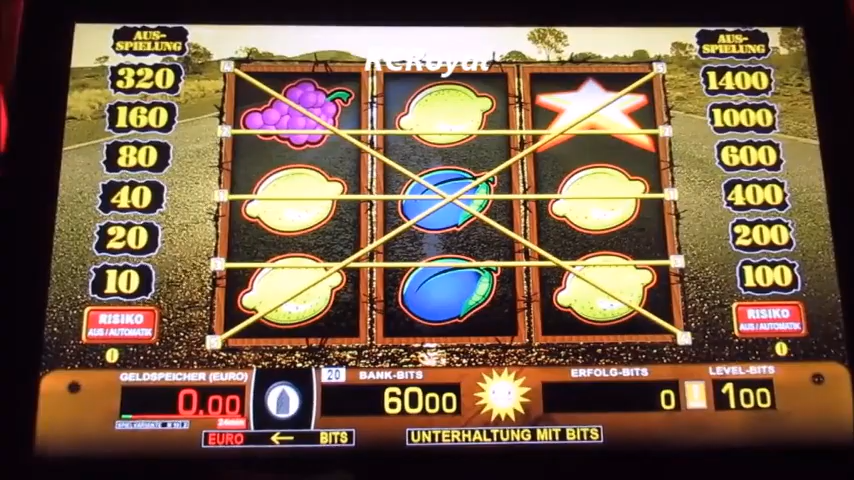 AUS-
SPIELUNG
320
160
80
40
20
10
RISIKO
AUS / AUTOMATIK
0
AUS-
SPIELUNG
1400
1000
600
400
200
100
RISIKO
AUS / AUTOMATIK
0
GELDSPEICHER (EURO)
0.00
24min
EURO ← BITS
20 BANK-BITS
6000
ERFOLG-BITS
0
LEVEL-BITS
100
UNTERHALTUNG MIT BITS